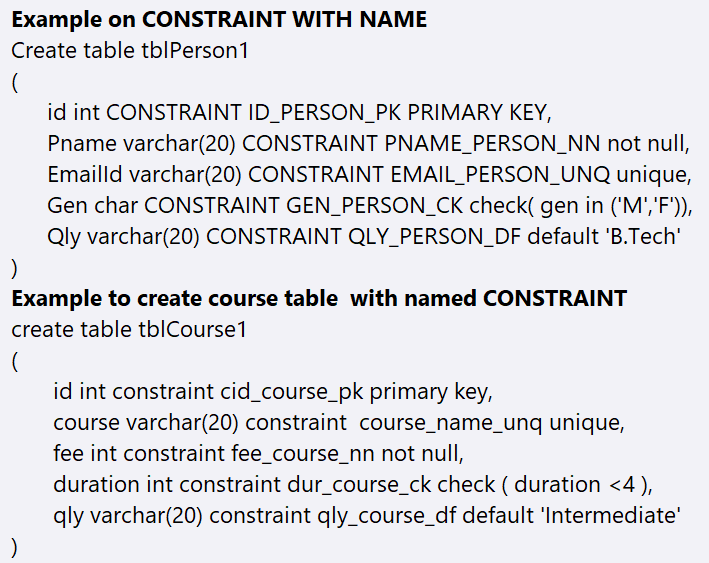 Example on CONSTRAINT WITH NAME
Create table tblPerson1
(
id int CONSTRAINT ID_PERSON_PK PRIMARY KEY,
Pname varchar(20) CONSTRAINT PNAME_PERSON_NN not null,
EmailId varchar(20) CONSTRAINT EMAIL_PERSON_UNQ unique,
Gen char CONSTRAINT GEN_PERSON_CK check( gen in ('M','F')),
Qly varchar(20) CONSTRAINT QLY_PERSON_DF default 'B.Tech'
)
Example to create course table  with named CONSTRAINT
create table tblCourse1
(
id int constraint cid_course_pk primary key,
course varchar(20) constraint  course_name_unq unique,
fee int constraint fee_course_nn not null,
duration int constraint dur_course_ck check ( duration <4 ),
qly varchar(20) constraint qly_course_df default 'Intermediate'
)